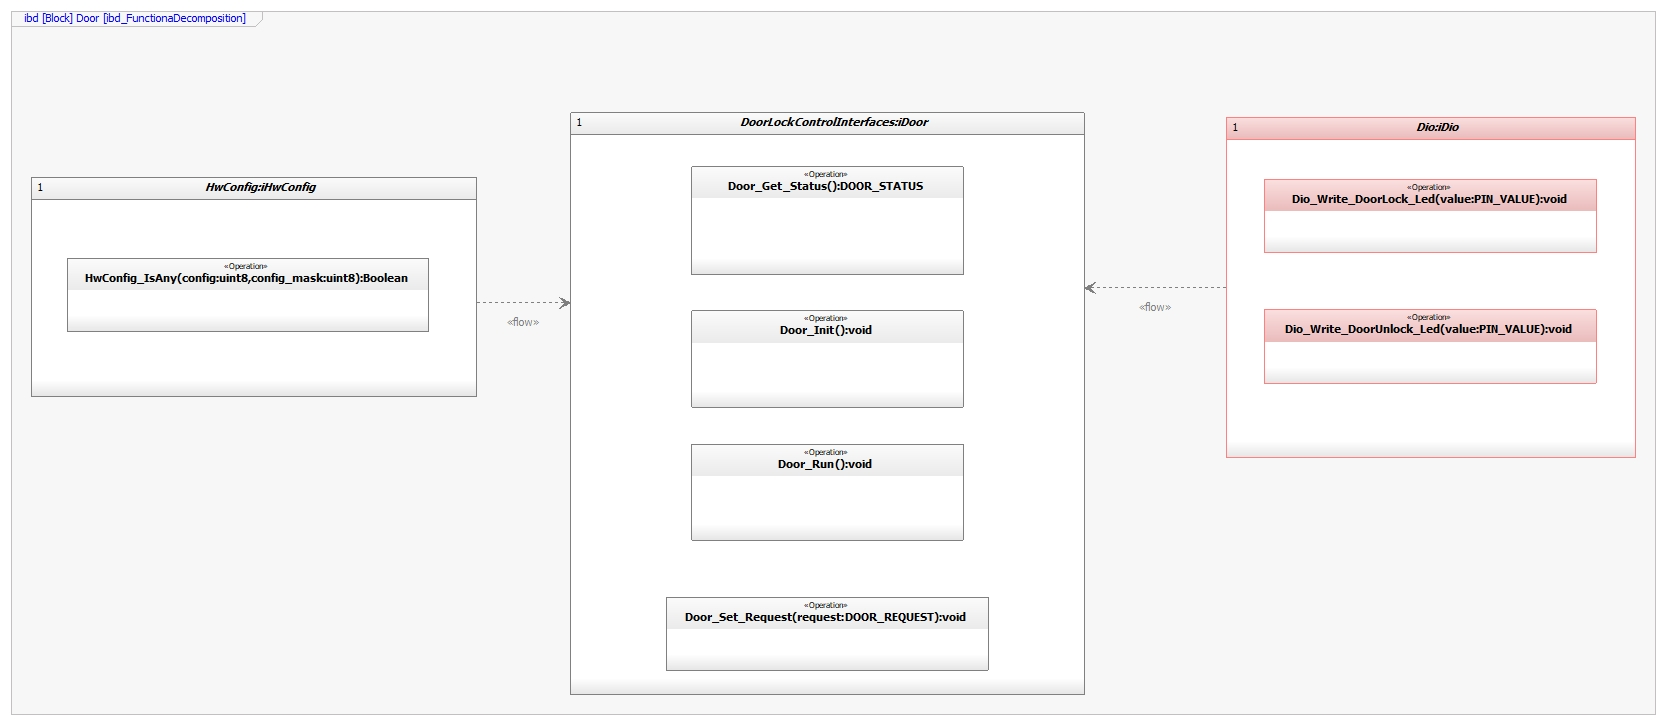 ibd [Block] Door [ibd_FunctionaDecomposition]
1
HwConfig:iHwConfig
«Operation»
HwConfig_IsAny(config:uint8,config_mask:uint8):Boolean
«flow»
1
DoorLockControlInterfaces:iDoor
«Operation»
Door_Get_Status():DOOR_STATUS
«Operation»
Door_Init():void
«Operation»
Door_Run():void
«Operation»
Door_Set_Request(request:DOOR_REQUEST):void
«flow»
1
Dio:iDio
«Operation»
Dio_Write_DoorLock_Led(value:PIN_VALUE):void
«Operation»
Dio_Write_DoorUnlock_Led(value:PIN_VALUE):void